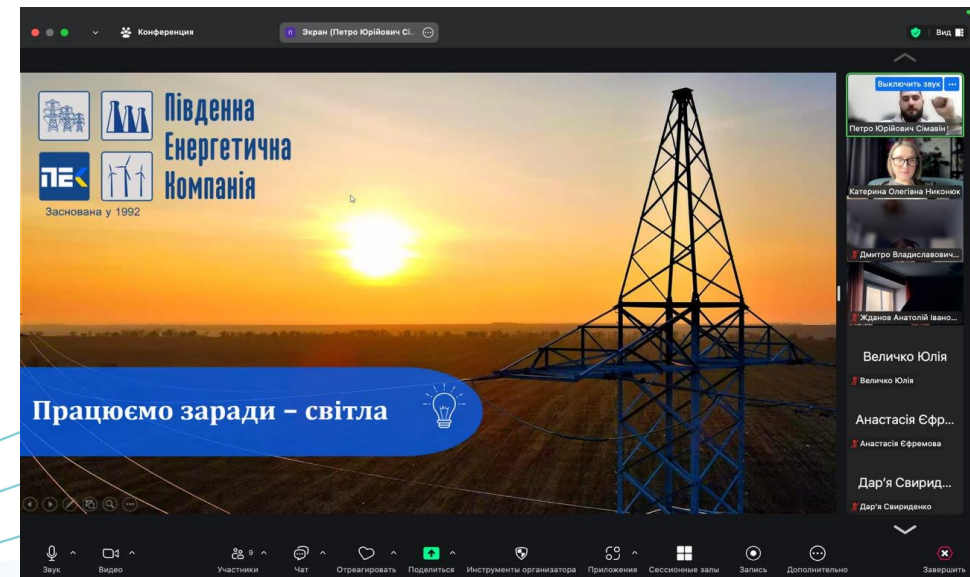 Конференция
п Экран (Петро Юрійович Сі...
Вид
Південна
Енергетична
Компанія
ПЕК
Заснована у 1992
Працюємо заради – світла
Выключить звук ...
Петро Юрійович Сімавін
Катерина Олегівна Никонюк
Дмитро Владиславович...
Жданов Анатолій Івано...
Величко Юлія
Величко Юлія
Анастасія Єфр...
Анастасія Єфремова
Дар'я Свирид...
Дар'я Свириденко
Звук
Видео
9
Участники
Чат
Отреагировать
Поделиться
Инструменты организатора
Приложения
Сессионные залы
Запись
Дополнительно
Завершить